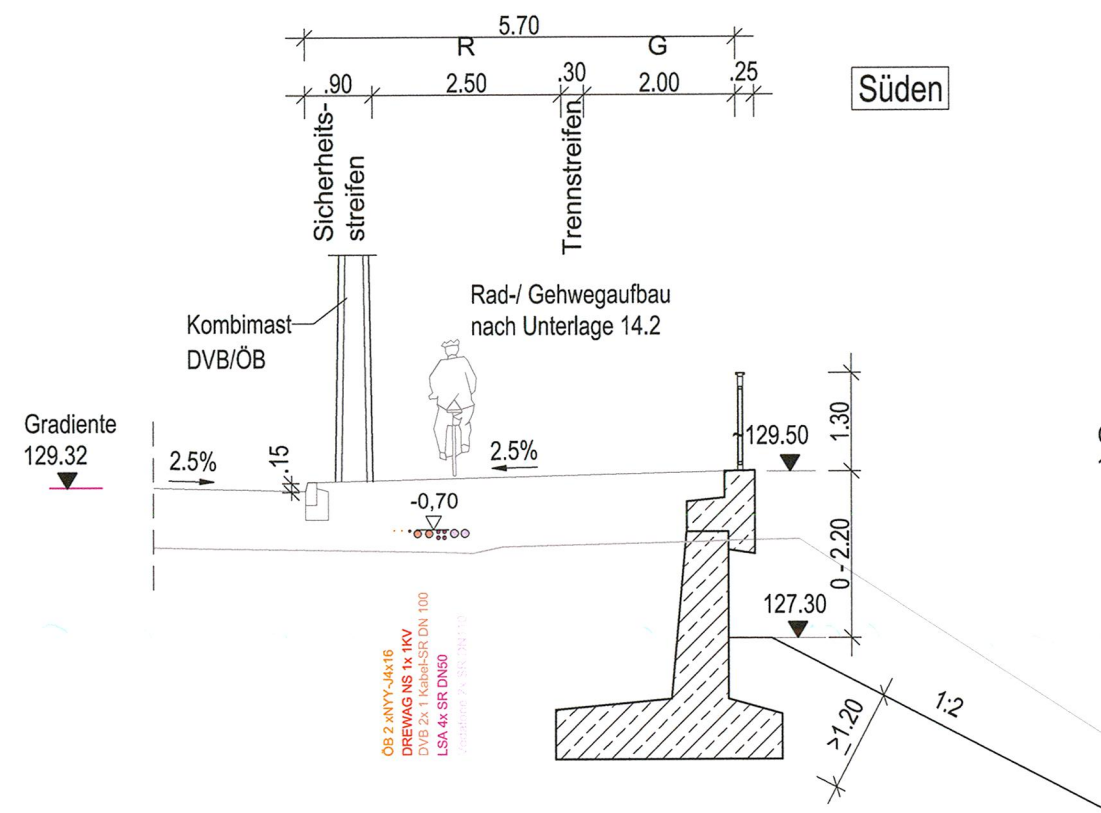 5.70
R
G
.90
2.50
.30
2.00
.25
Süden
Sicherheits-
streifen
Trennstreifen
Rad-/ Gehwegaufbau
nach Unterlage 14.2
Kombimast
DVB/ÖB
Gradiente
129.32
2.5%
.15
2.5%
129.50
1.30
-0,70
0 - 2.20
127.30
ÖB 2 xNYY-J4x16
DREWAG NS 1x 1KV
DVB 2x 1 Kabel-SR DN 100
LSA 4x SR DN50
1:2
>1.20